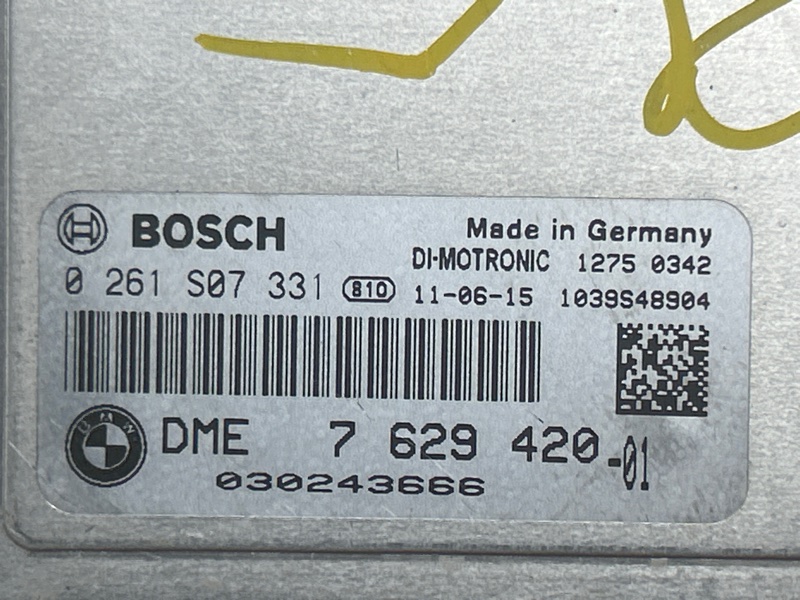 BOSCH
Made in Germany
DI-MOTRONIC 1275 0342
0 261 S07 331 810 11-06-15 1039S48904
BMW
DME 7 629 420-01
030243666